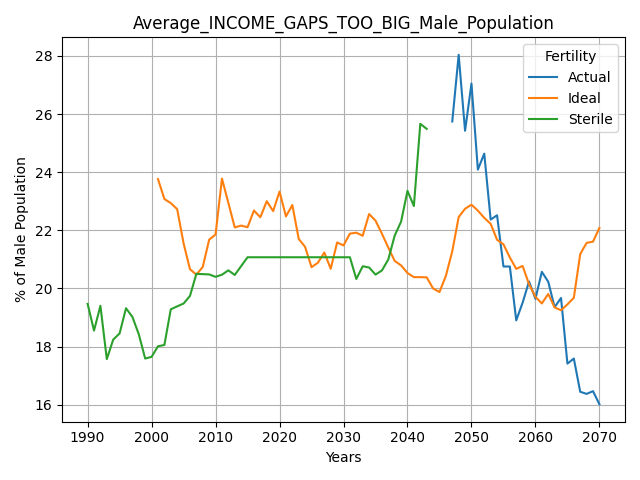 Average_INCOME_GAPS_TOO_BIG_Male_Population
% of Male Population
28
26
24
22
20
18
16
Fertility
Actual
Ideal
Sterile
1990 2000 2010 2020 2030 2040 2050 2060 2070
Years